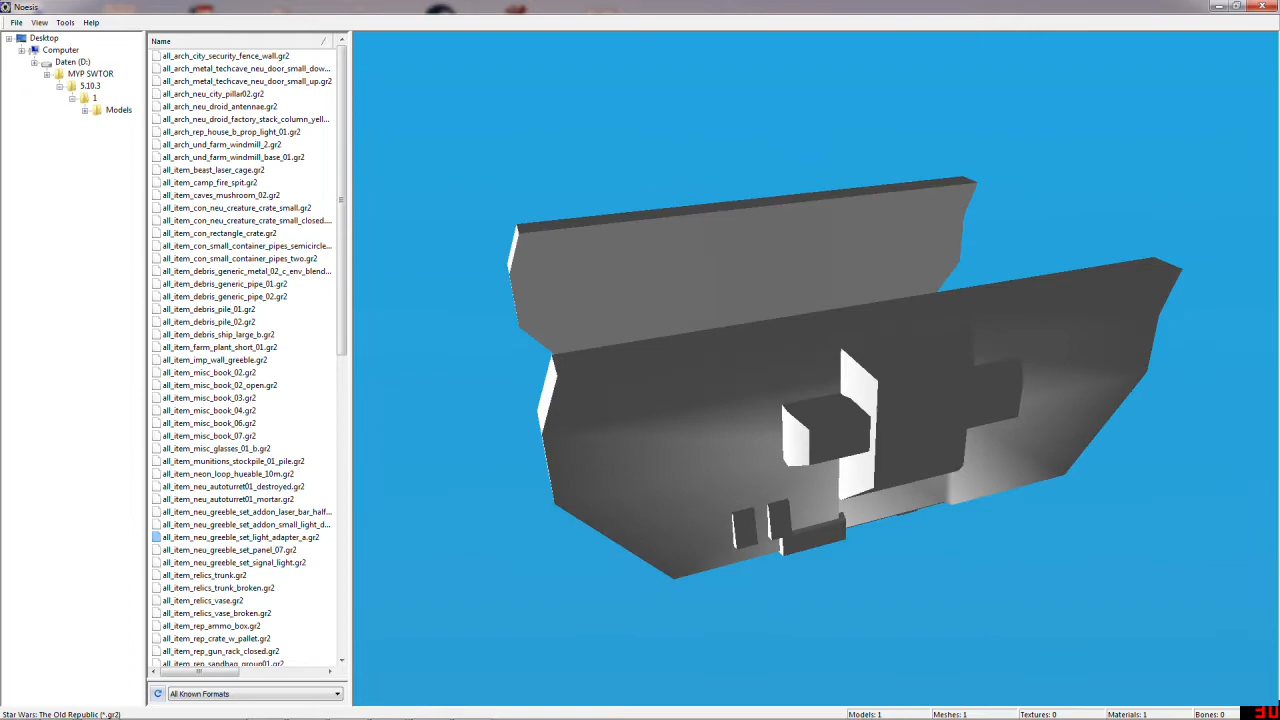 Noesis
File View Tools Help
Desktop
Computer
Daten (D:)
MYP SWTOR
5.10.3
1
Models
Name
all_arch_city_security_fence_wall.gr2
all_arch_metal_techcave_neu_door_small_dow...
all_arch_metal_techcave_neu_door_small_up.gr2
all_arch_neu_city_pillar02.gr2
all_arch_neu_droid_antennae.gr2
all_arch_neu_droid_factory_stack_column_yell...
all_arch_rep_house_b_prop_light_01.gr2
all_arch_und_farm_windmill_2.gr2
all_arch_und_farm_windmill_base_01.gr2
all_item_beast_laser_cage.gr2
all_item_camp_fire_spit.gr2
all_item_caves_mushroom_02.gr2
all_item_con_neu_creature_crate_small.gr2
all_item_con_neu_creature_crate_small_closed....
all_item_con_rectangle_crate.gr2
all_item_con_small_container_pipes_semicircle...
all_item_con_small_container_pipes_two.gr2
all_item_debris_generic_metal_02_c_env_blend...
all_item_debris_generic_pipe_01.gr2
all_item_debris_generic_pipe_02.gr2
all_item_debris_pile_01.gr2
all_item_debris_pile_02.gr2
all_item_debris_ship_large_b.gr2
all_item_farm_plant_short_01.gr2
all_item_imp_wall_greeble.gr2
all_item_misc_book_02.gr2
all_item_misc_book_02_open.gr2
all_item_misc_book_03.gr2
all_item_misc_book_04.gr2
all_item_misc_book_06.gr2
all_item_misc_book_07.gr2
all_item_misc_glasses_01_b.gr2
all_item_munitions_stockpile_01_pile.gr2
all_item_neon_loop_hueable_10m.gr2
all_item_neu_autoturret01_destroyed.gr2
all_item_neu_autoturret01_mortar.gr2
all_item_neu_greeble_set_addon_laser_bar_half...
all_item_neu_greeble_set_addon_small_light_d...
all_item_neu_greeble_set_light_adapter_a.gr2
all_item_neu_greeble_set_panel_07.gr2
all_item_neu_greeble_set_signal_light.gr2
all_item_relics_trunk.gr2
all_item_relics_trunk_broken.gr2
all_item_relics_vase.gr2
all_item_relics_vase_broken.gr2
all_item_rep_ammo_box.gr2
all_item_rep_crate_w_pallet.gr2
all_item_rep_gun_rack_closed.gr2
all_item_rep_sandbag_group01.gr2
All Known Formats
Star Wars: The Old Republic (*.gr2) Models: 1 Meshes: 1 Textures: 0 Materials: 1 Bones: 0